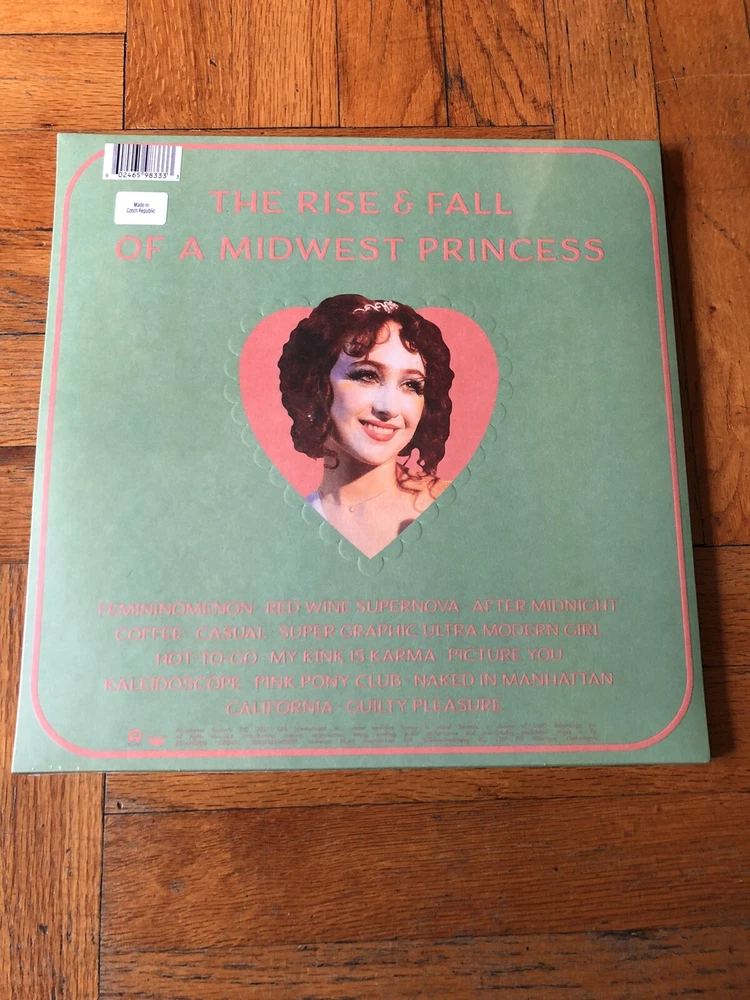 02465 98333
Made in
Czech Republic
THE RISE & FALL
OF A MIDWEST PRINCESS
FEMININOMENON · RED WINE SUPERNOVA · AFTER MIDNIGHT
COFFEE · CASUAL · SUPER GRAPHIC ULTRA MODERN GIRL
HOT TO GO · MY KINK IS KARMA · PICTURE YOU
KALEIDOSCOPE · PINK PONY CLUB · NAKED IN MANHATTAN
CALIFORNIA · GUILTY PLEASURE